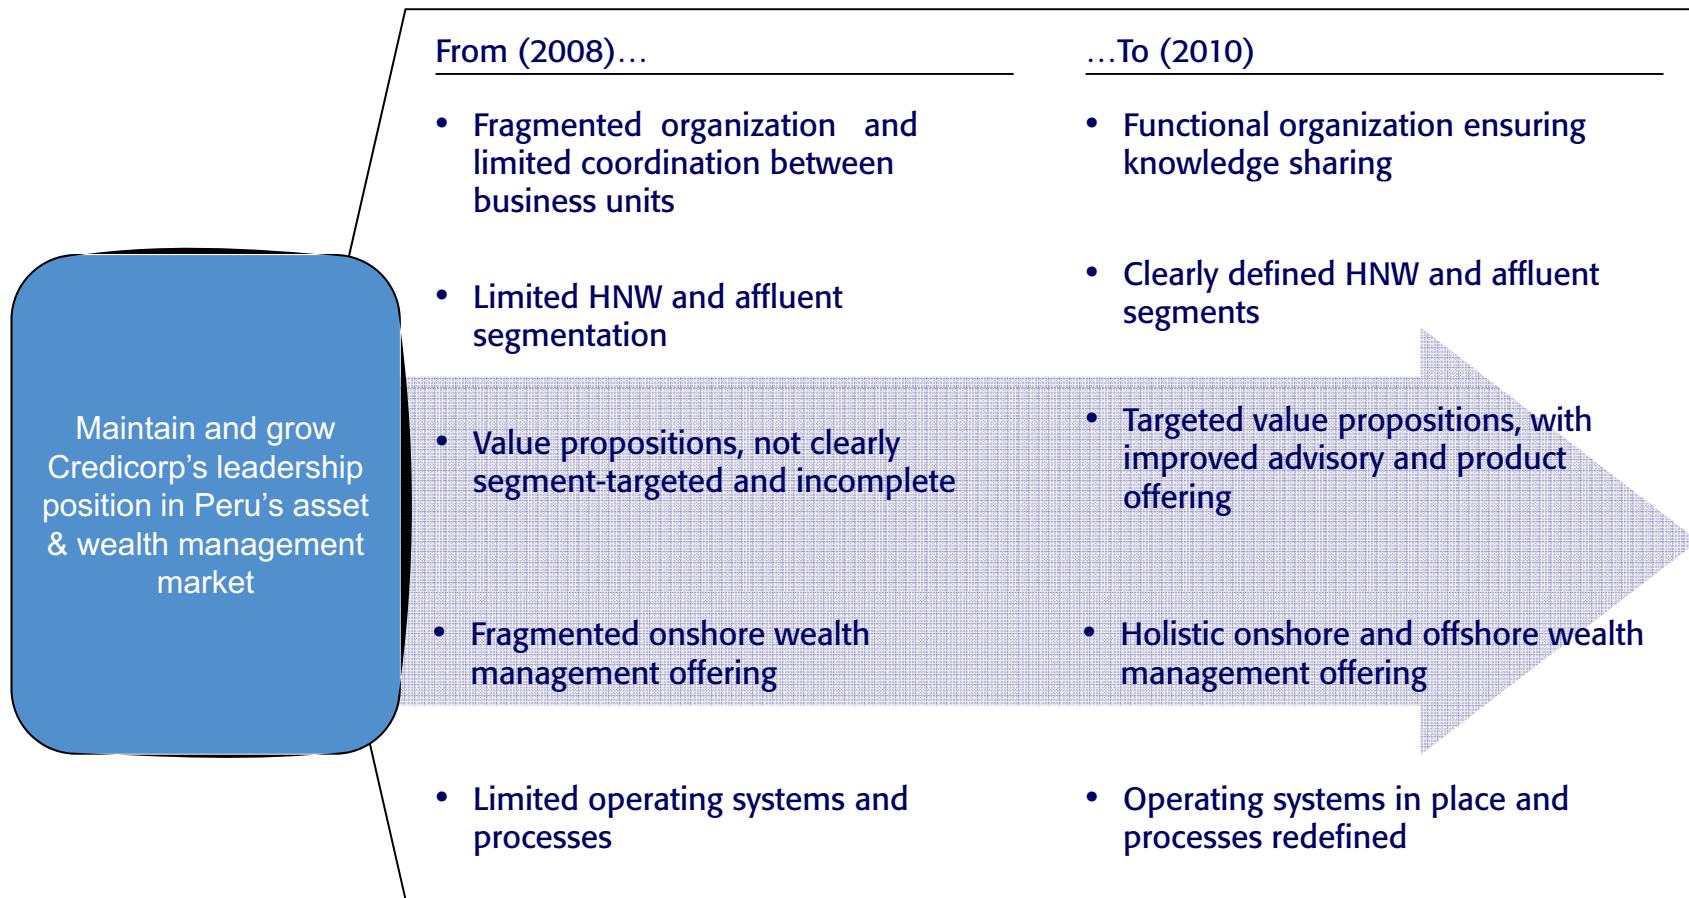 From (2008)…
…To (2010)
• Fragmented organization and
limited coordination between
business units
• Functional organization ensuring
knowledge sharing
• Limited HNW and affluent
segmentation
• Clearly defined HNW and affluent
segments
Maintain and grow
Credicorp's leadership
position in Peru's asset
& wealth management
market
• Value propositions, not clearly
segment-targeted and incomplete
• Targeted value propositions, with
improved advisory and product
offering
• Fragmented onshore wealth
management offering
• Holistic onshore and offshore wealth
management offering
• Limited operating systems and
processes
• Operating systems in place and
processes redefined